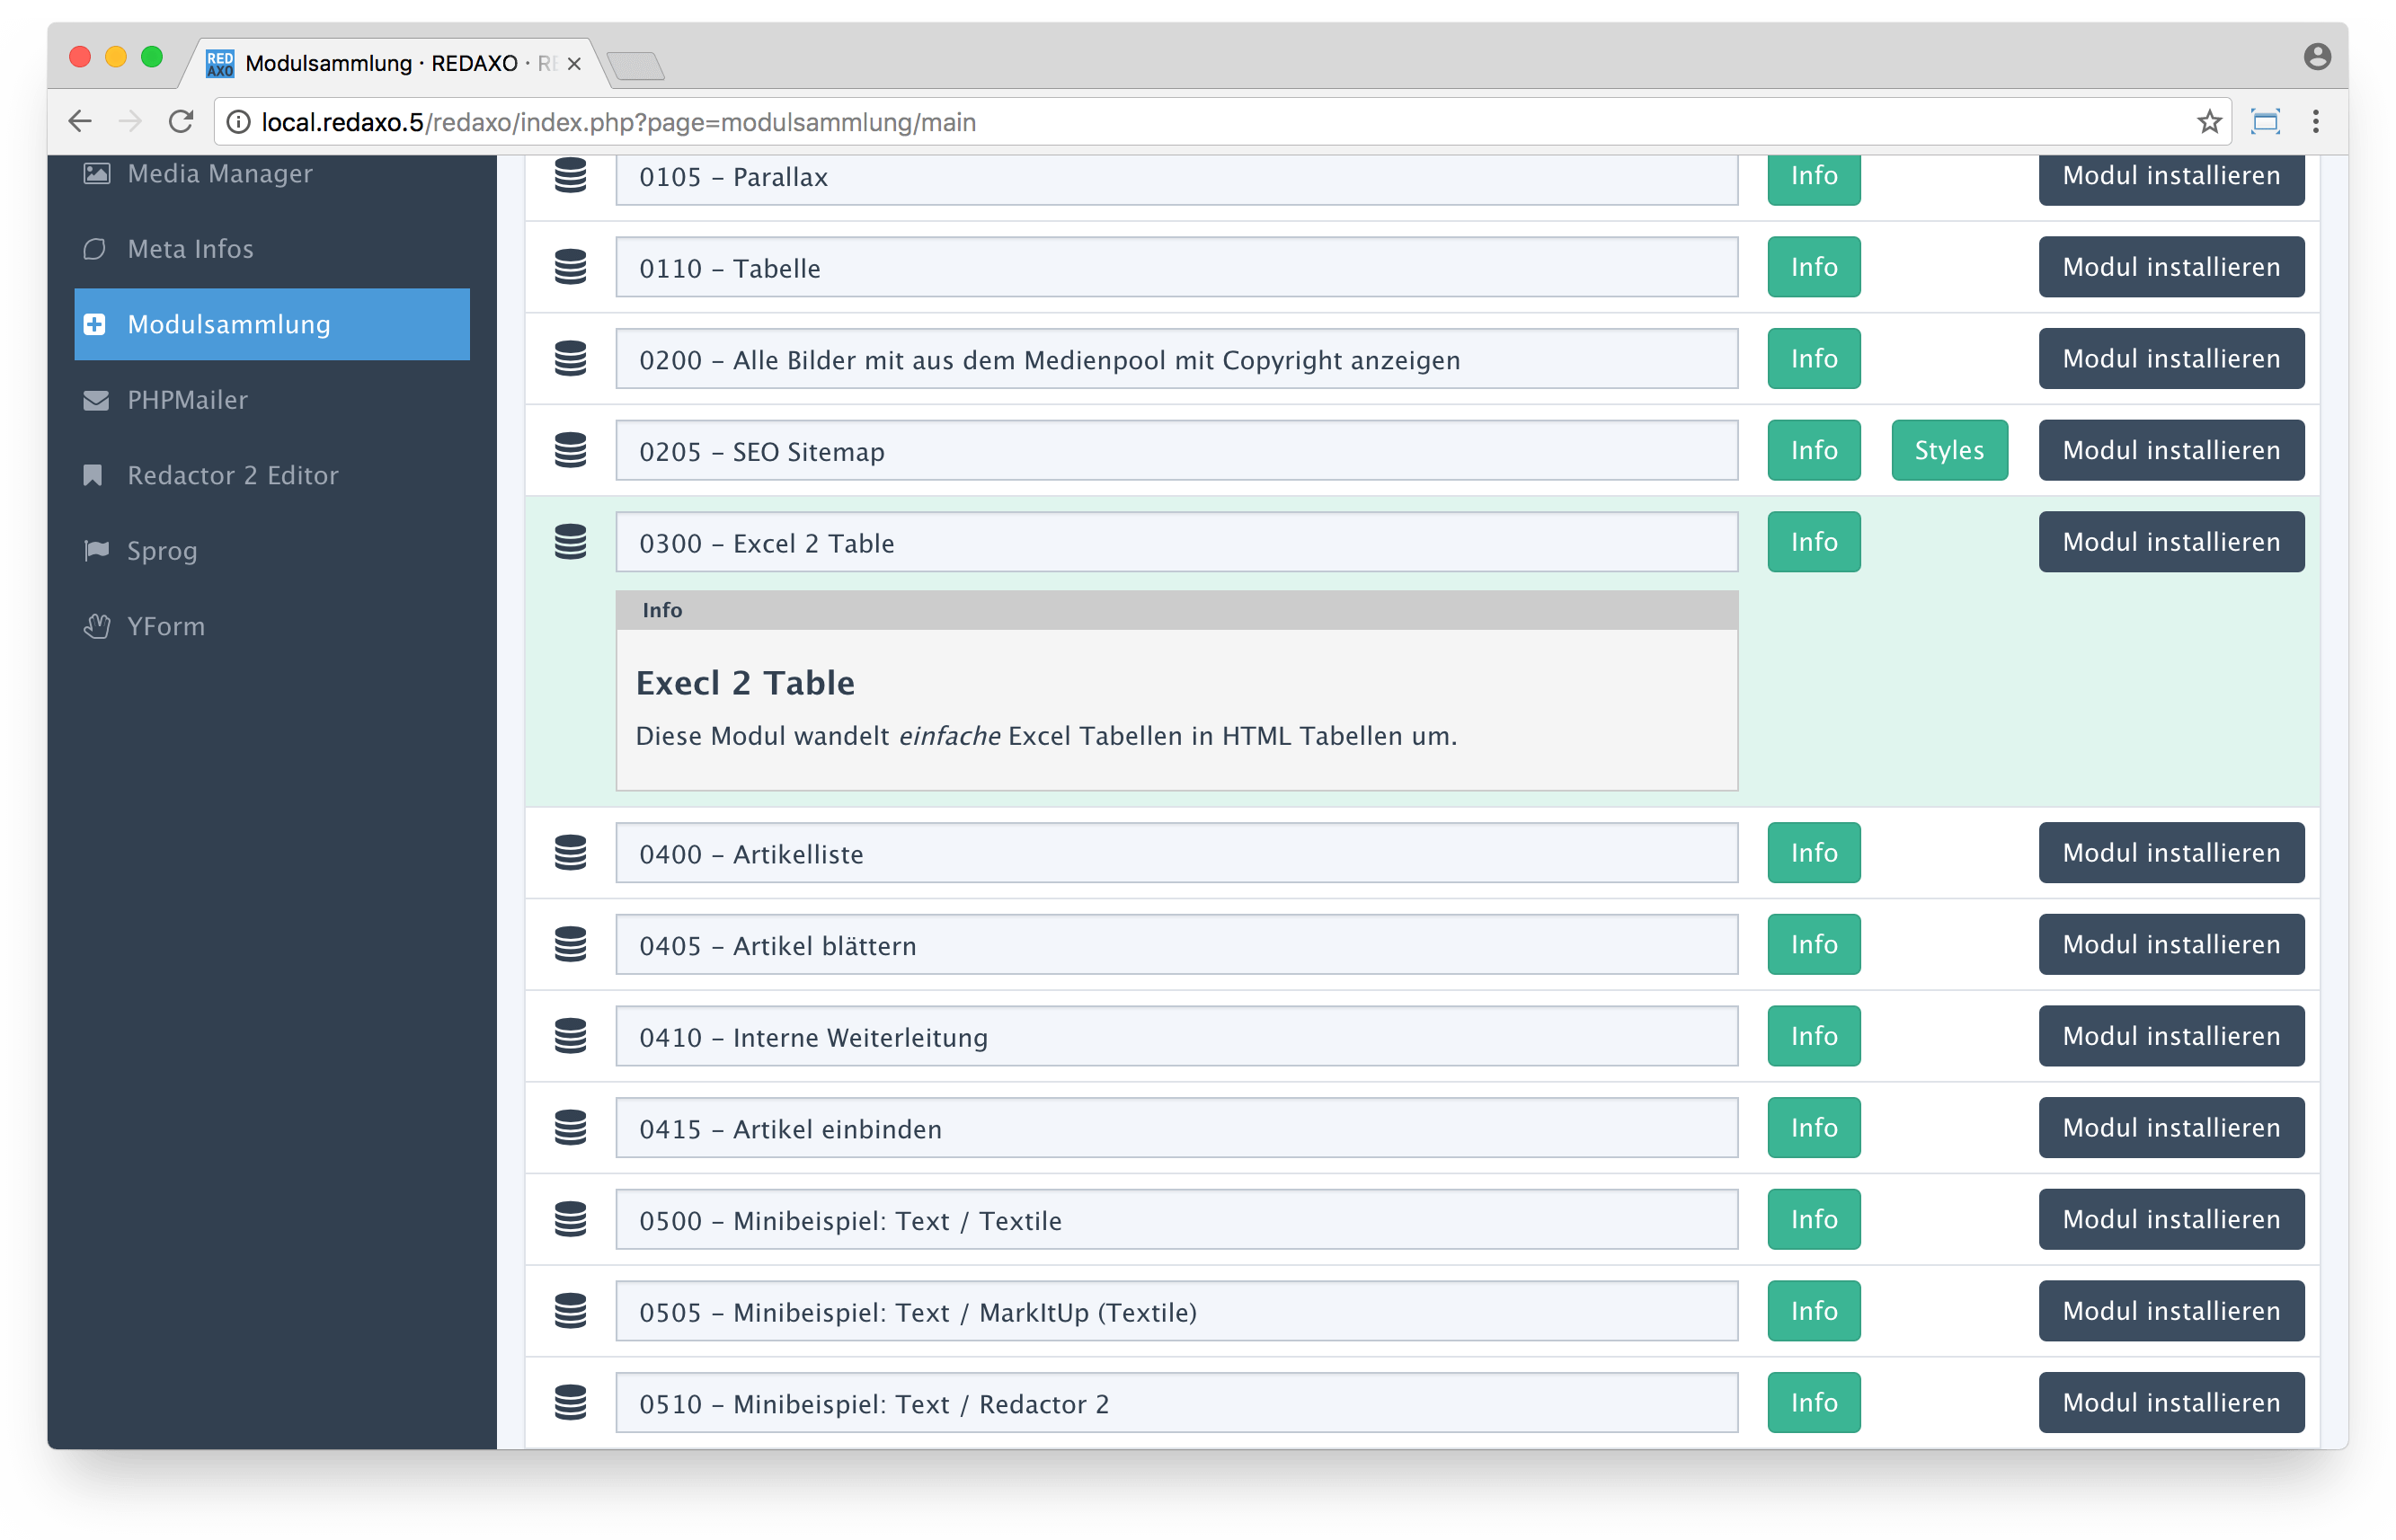 RED AXO Modulsammlung · REDAXO · RE
local.redaxo.5/redaxo/index.php?page=modulsammlung/main
Media Manager
Meta Infos
Modulsammlung
PHPMailer
Redactor 2 Editor
Sprog
YForm
0105 – Parallax Info Modul installieren
0110 – Tabelle Info Modul installieren
0200 – Alle Bilder mit aus dem Medienpool mit Copyright anzeigen Info Modul installieren
0205 – SEO Sitemap Info Styles Modul installieren
0300 – Excel 2 Table Info Modul installieren
Info
Execl 2 Table
Diese Modul wandelt einfache Excel Tabellen in HTML Tabellen um.
0400 – Artikelliste Info Modul installieren
0405 – Artikel blättern Info Modul installieren
0410 – Interne Weiterleitung Info Modul installieren
0415 – Artikel einbinden Info Modul installieren
0500 – Minibeispiel: Text / Textile Info Modul installieren
0505 – Minibeispiel: Text / MarkItUp (Textile) Info Modul installieren
0510 – Minibeispiel: Text / Redactor 2 Info Modul installieren